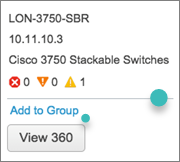 LON-3750-SBR
10.11.10.3
Cisco 3750 Stackable Switches
0 0 1
Add to Group
View 360